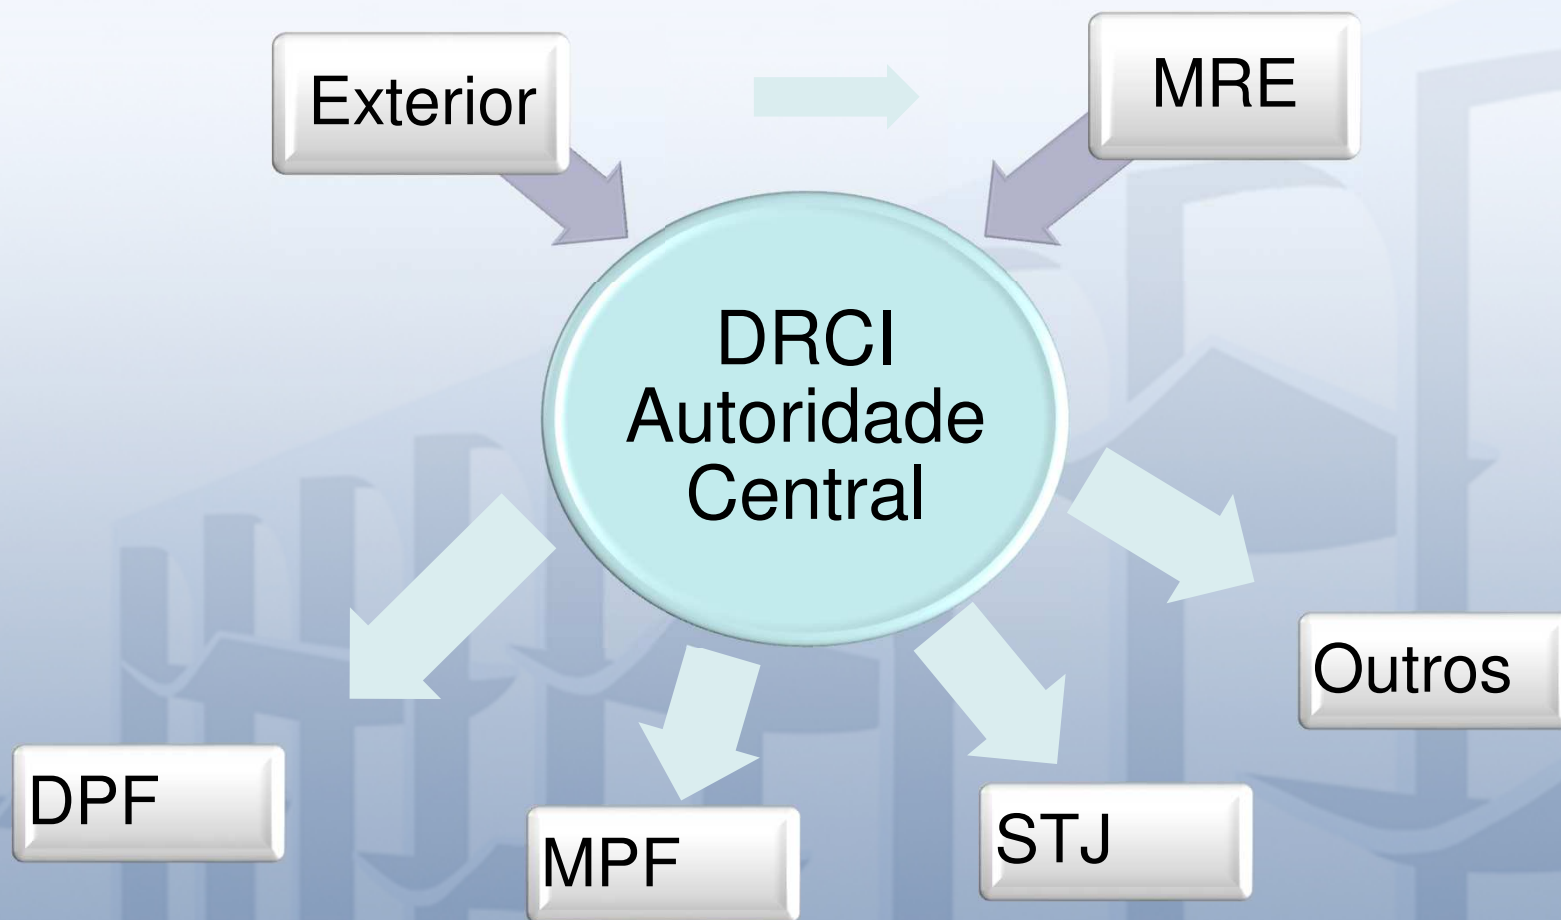 Exterior
MRE
DRCI
Autoridade
Central
Outros
DPF
MPF
STJ